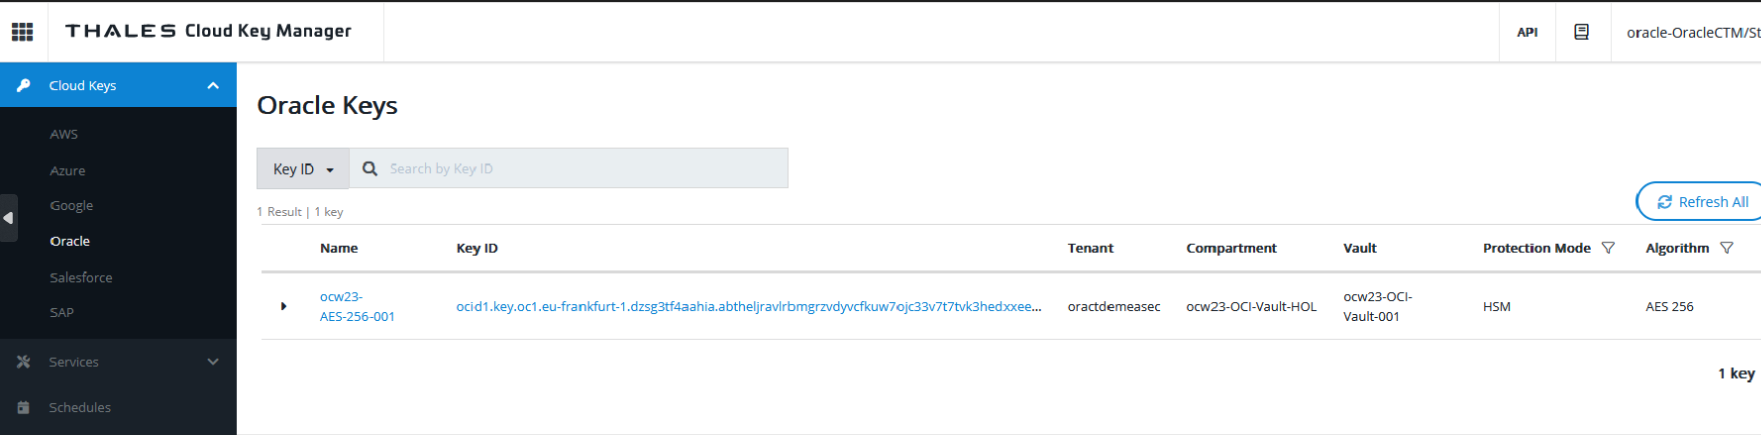 THALES Cloud Key Manager
API
oracle-OracleCTM/St
Cloud Keys
AWS
Azure
Google
Oracle
Salesforce
SAP
Services
Schedules
Oracle Keys
Key ID
Search by Key ID
1 Result | 1 key
Refresh All
Name Key ID Tenant Compartment Vault Protection Mode Algorithm
ocw23-AES-256-001 ocid1.key.oc1.eu-frankfurt-1.dzsg3tf4aahia.abtheljravlrbmgrzvdyvcfkuw7ojc33v7t7tvk3hedxxee... oractdemeasec ocw23-OCI-Vault-HOL ocw23-OCI-Vault-001 HSM AES 256
1 key